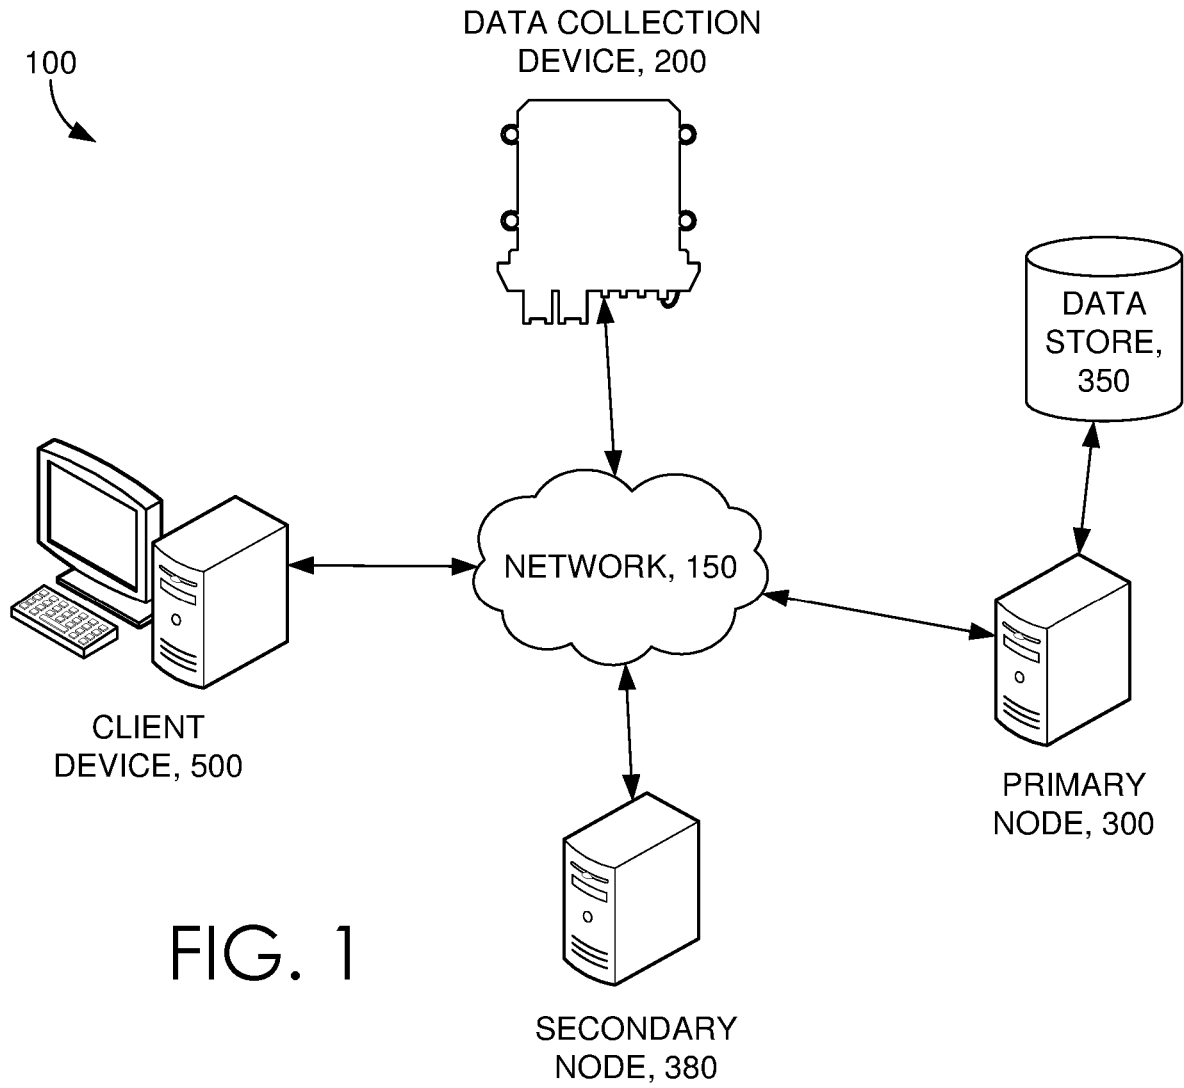 DATA COLLECTION
DEVICE, 200
100
DATA
STORE,
350
NETWORK, 150
CLIENT
DEVICE, 500
PRIMARY
NODE, 300
FIG. 1
SECONDARY
NODE, 380